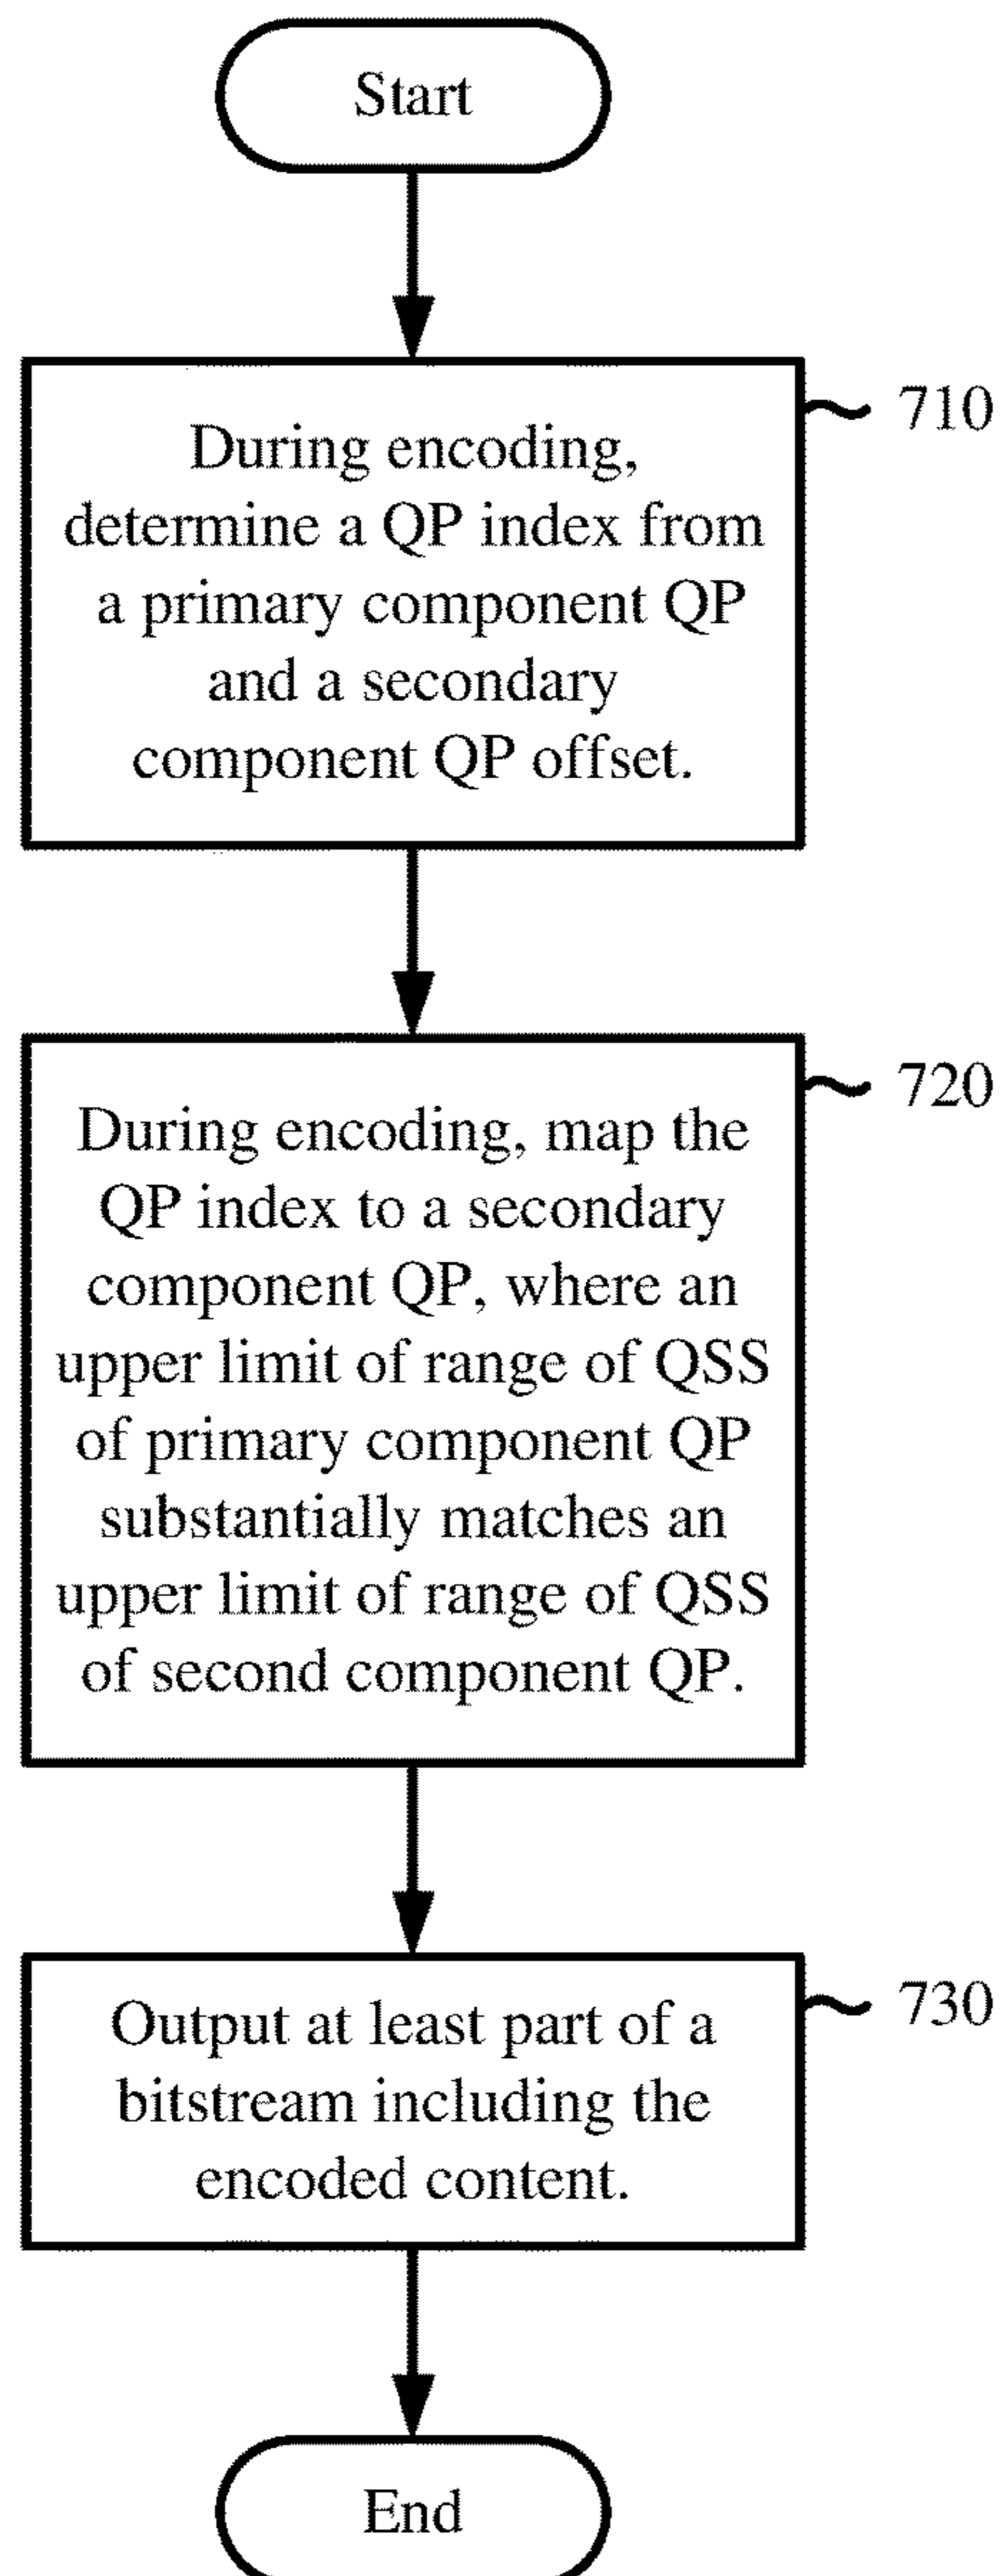 Start
710
During encoding,
determine a QP index from
a primary component QP
and a secondary
component QP offset.
720
During encoding, map the
QP index to a secondary
component QP, where an
upper limit of range of QSS
of primary component QP
substantially matches an
upper limit of range of QSS
of second component QP.
730
Output at least part of a
bitstream including the
encoded content.
End